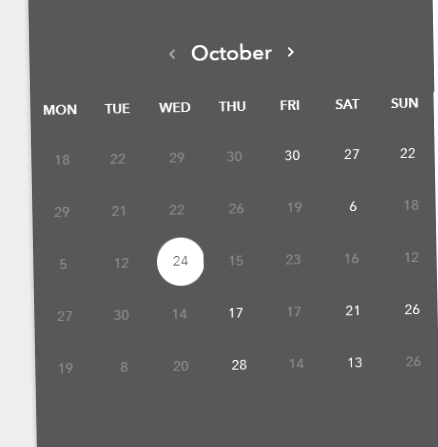 ‹ October ›
MON TUE WED THU FRI SAT SUN
18 22 29 30 30 27 22
29 21 22 26 19 6 18
5 12 24 15 23 16 12
27 30 14 17 17 21 26
19 8 20 28 14 13 26